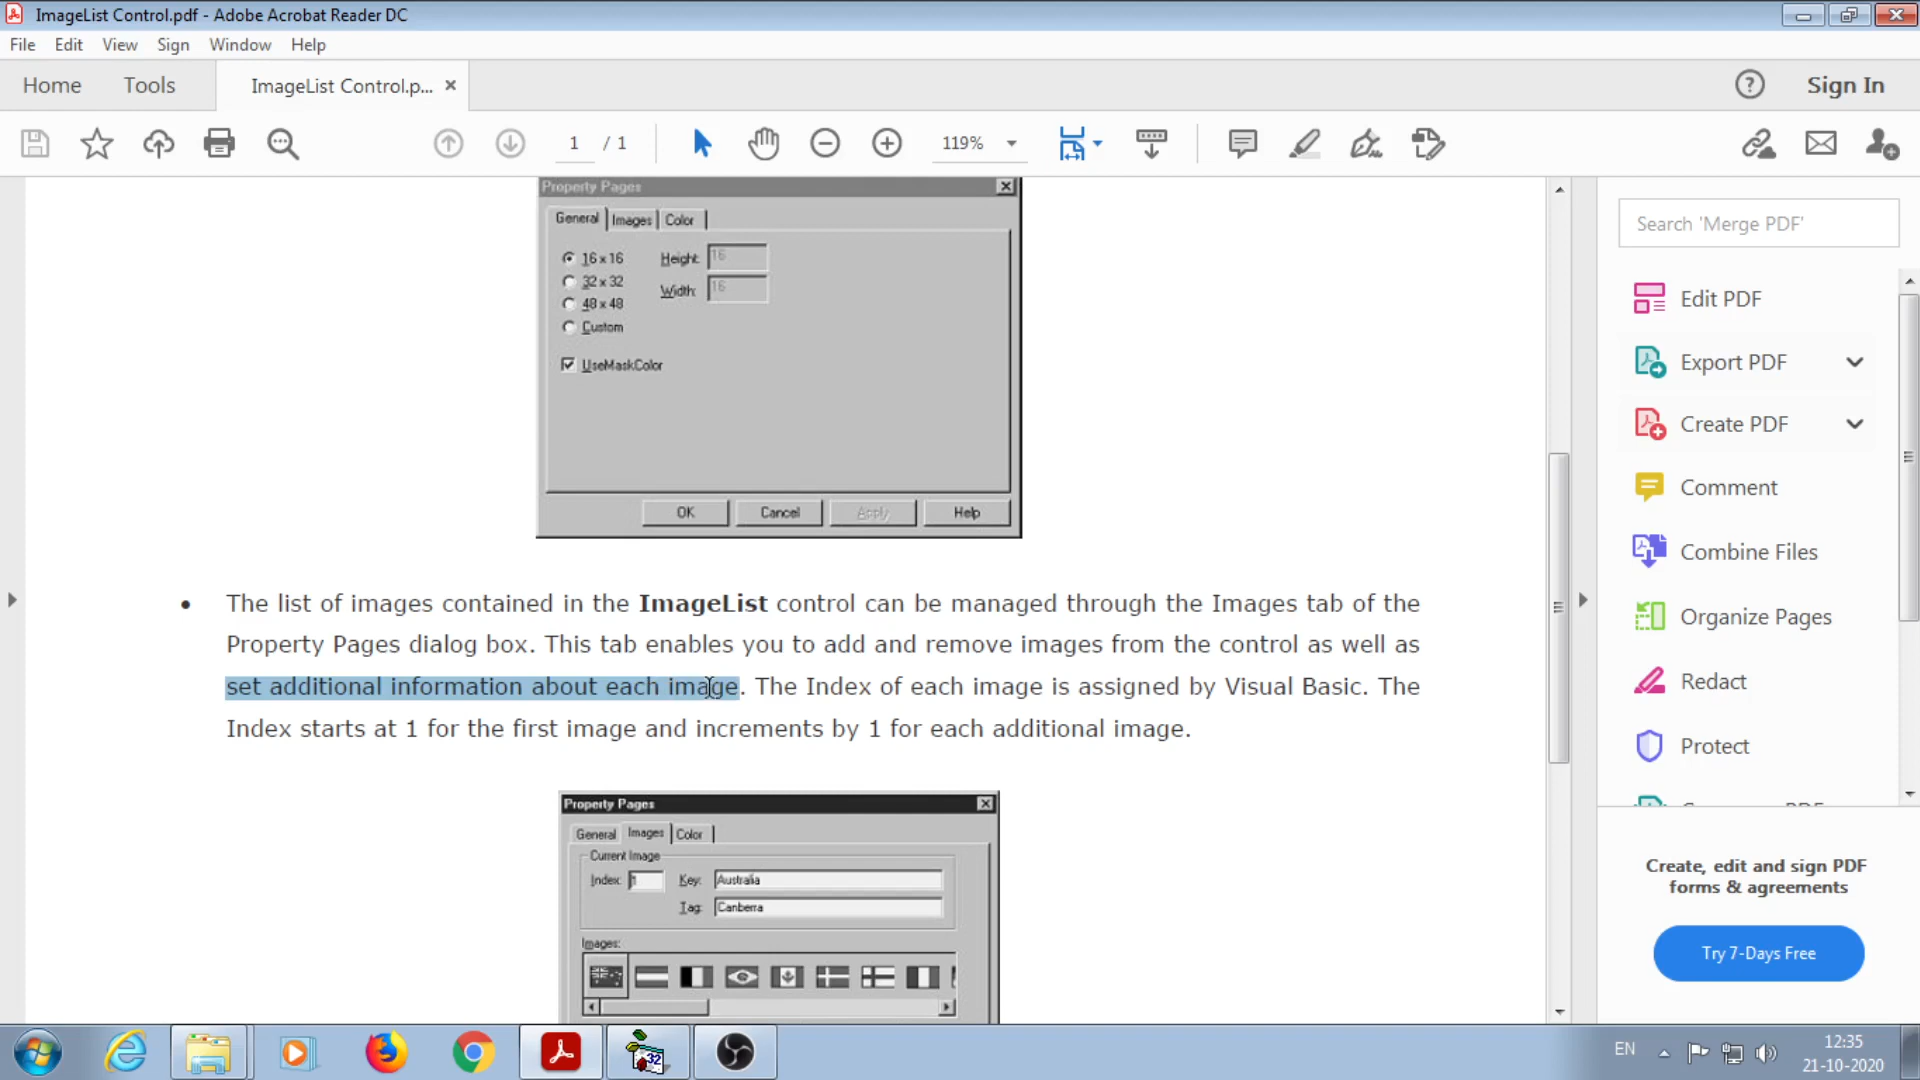 ImageList Control.pdf - Adobe Acrobat Reader DC
File Edit View Sign Window Help
Home Tools ImageList Control.p... Sign In
1 / 1 119%
Property Pages
General Images Color
16 x 16 Height: 16
32 x 32 Width: 16
48 x 48
Custom
UseMaskColor
OK Cancel Apply Help
• The list of images contained in the ImageList control can be managed through the Images tab of the
Property Pages dialog box. This tab enables you to add and remove images from the control as well as
set additional information about each image. The Index of each image is assigned by Visual Basic. The
Index starts at 1 for the first image and increments by 1 for each additional image.
Property Pages
General Images Color
Current Image
Index: 1 Key: Australia
Tag: Canberra
Images:
Search 'Merge PDF'
Edit PDF
Export PDF
Create PDF
Comment
Combine Files
Organize Pages
Redact
Protect
Create, edit and sign PDF
forms & agreements
Try 7-Days Free
32
EN
12:35
21-10-2020